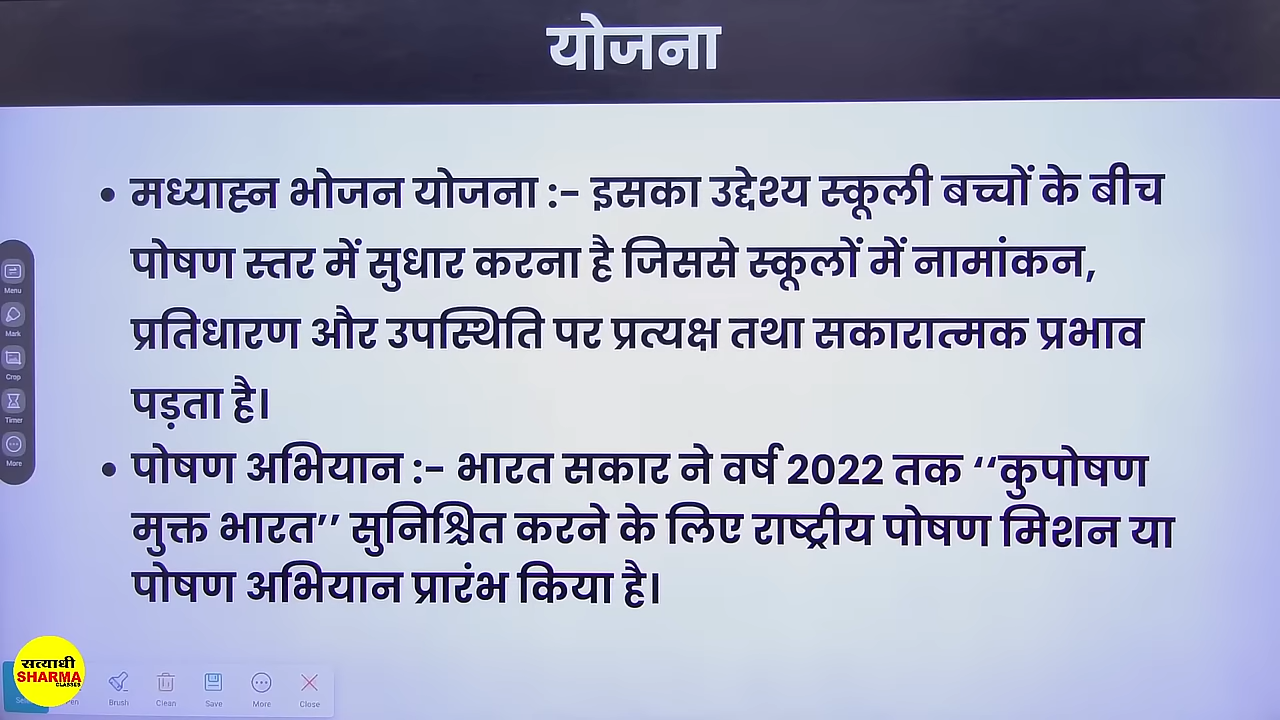 योजना
• मध्याह्न भोजन योजना :- इसका उद्देश्य स्कूली बच्चों के बीच
पोषण स्तर में सुधार करना है जिससे स्कूलों में नामांकन,
प्रतिधारण और उपस्थिति पर प्रत्यक्ष तथा सकारात्मक प्रभाव
पड़ता है।
• पोषण अभियान :- भारत सकार ने वर्ष 2022 तक ‘‘कुपोषण
मुक्त भारत’’ सुनिश्चित करने के लिए राष्ट्रीय पोषण मिशन या
पोषण अभियान प्रारंभ किया है।
Menu
Mark
Crop
Timer
More
सत्याधी
SHARMA
CLASSES
Brush
Clean
Save
More
Close